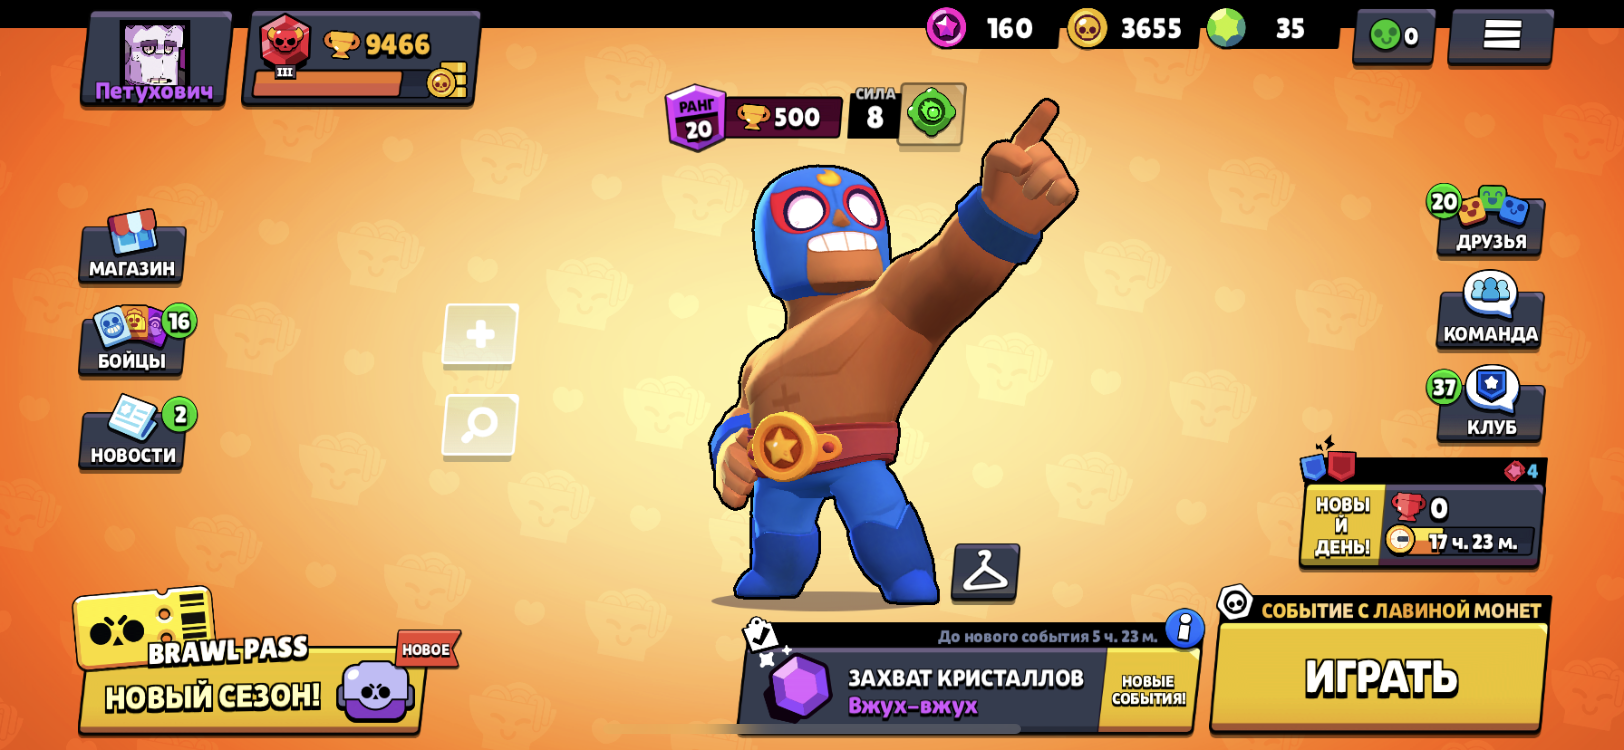 Петухович
III
9466
160
3655
35
0
РАНГ
20
500
СИЛА
8
МАГАЗИН
БОЙЦЫ
16
НОВОСТИ
2
20
ДРУЗЬЯ
КОМАНДА
37
КЛУБ
4
НОВЫ
Й
ДЕНЬ!
0
17 ч. 23 м.
BRAWL PASS
НОВОЕ
НОВЫЙ СЕЗОН!
До нового события 5 ч. 23 м.
i
ЗАХВАТ КРИСТАЛЛОВ
Вжух-вжух
НОВЫЕ
СОБЫТИЯ!
СОБЫТИЕ С ЛАВИНОЙ МОНЕТ
ИГРАТЬ